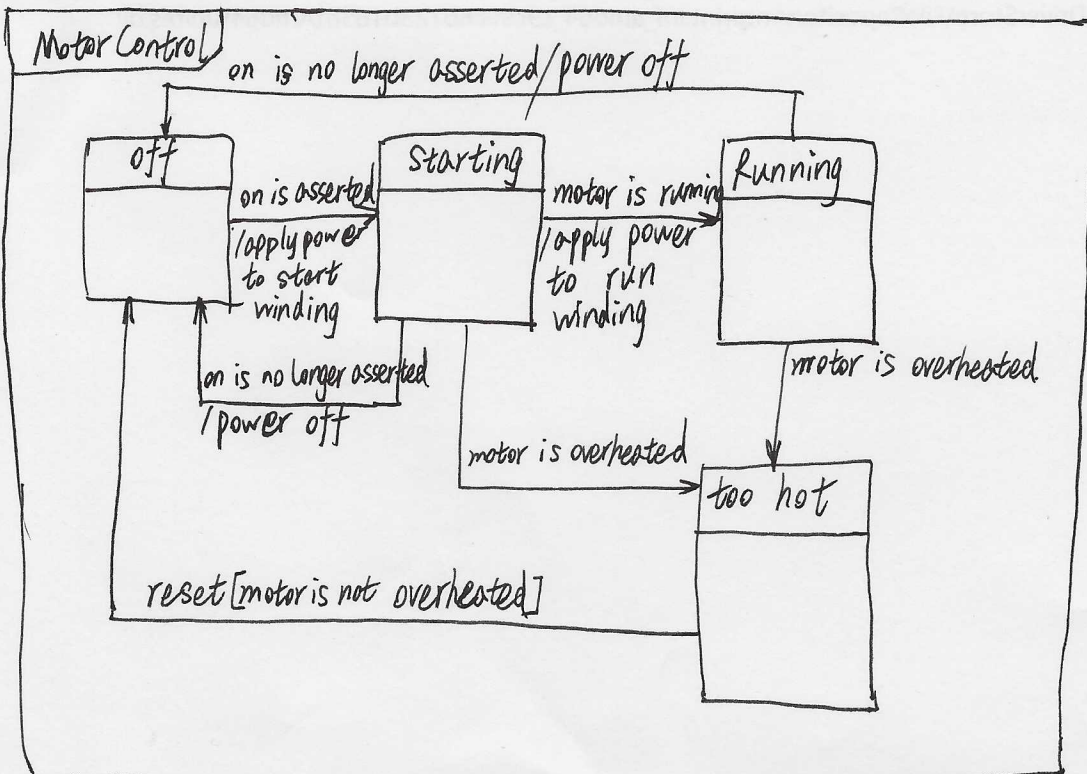 Motor Control
on is no longer asserted/power off
off
Starting
Running
on is asserted
/apply power
to start
winding
motor is running
/apply power
to run
winding
on is no longer asserted
/power off
motor is overheated
motor is overheated
too hot
reset[motor is not overheated]